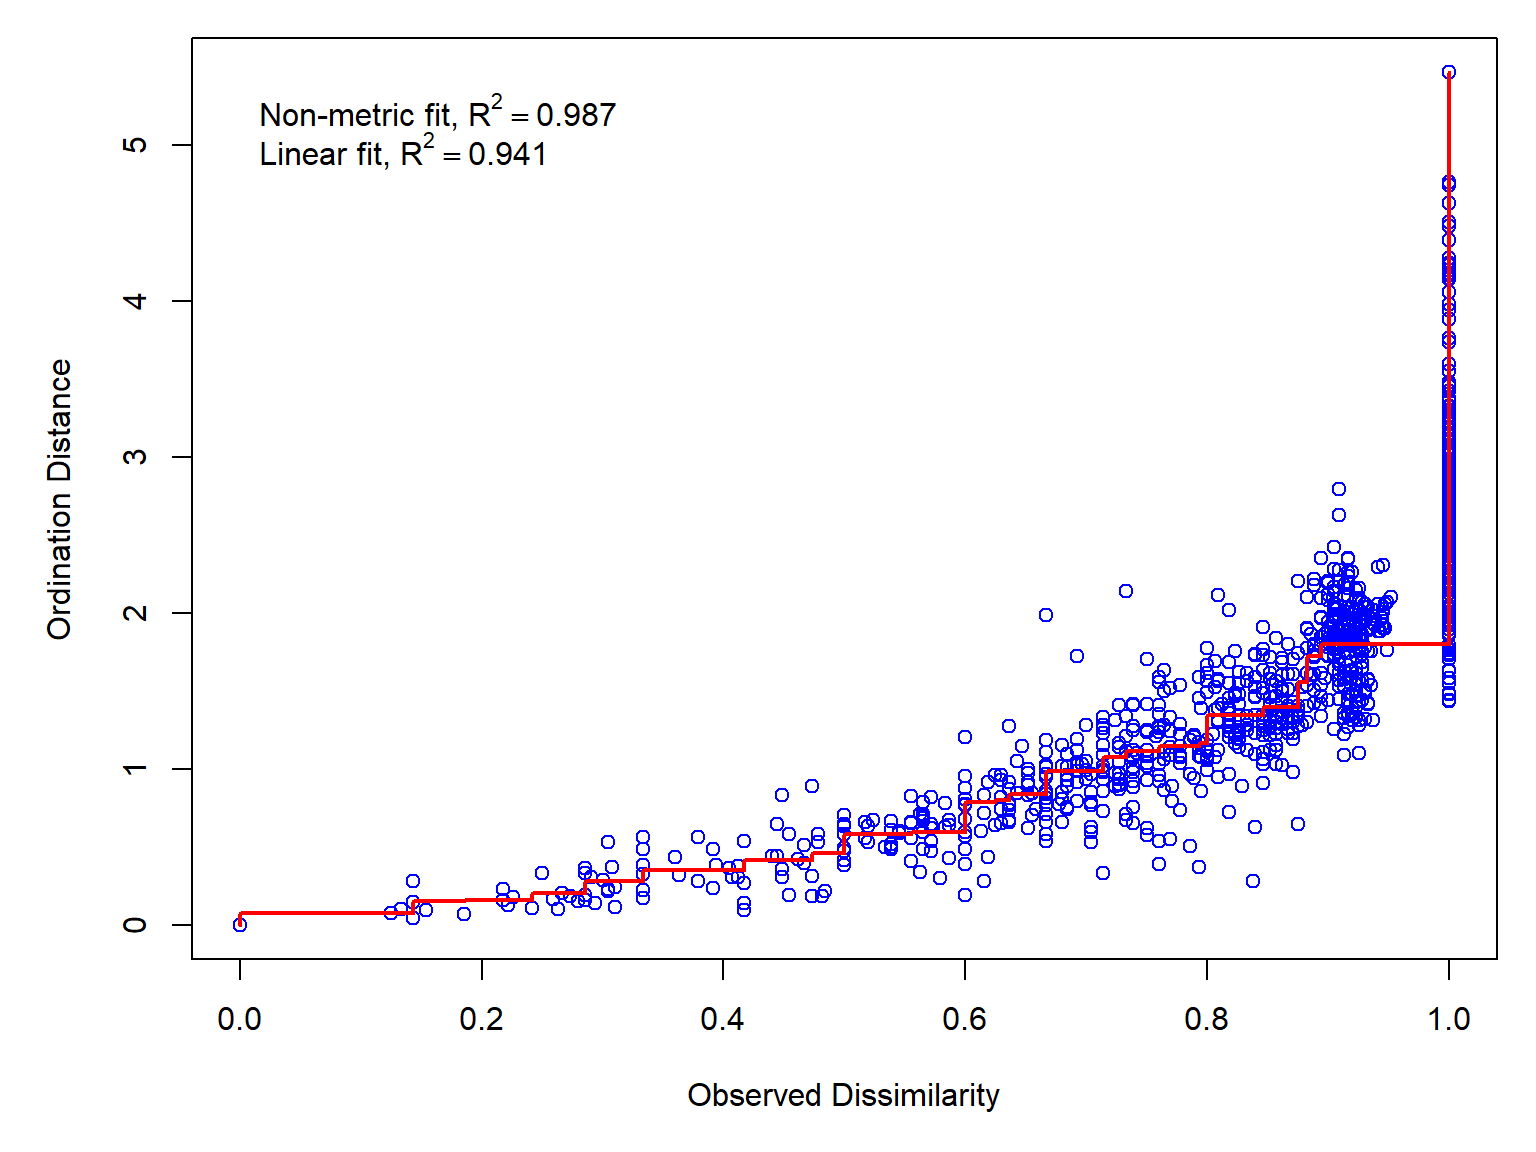 Non-metric fit, R² = 0.987
Linear fit, R² = 0.941
Ordination Distance
5
4
3
2
1
0
0.0 0.2 0.4 0.6 0.8 1.0
Observed Dissimilarity